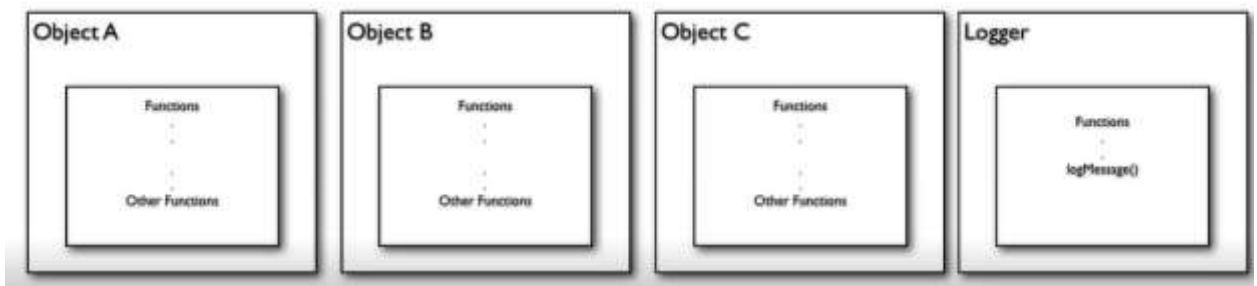 Object A
Functions
Other Functions
Object B
Functions
Other Functions
Object C
Functions
Other Functions
Logger
Functions
logMessage()